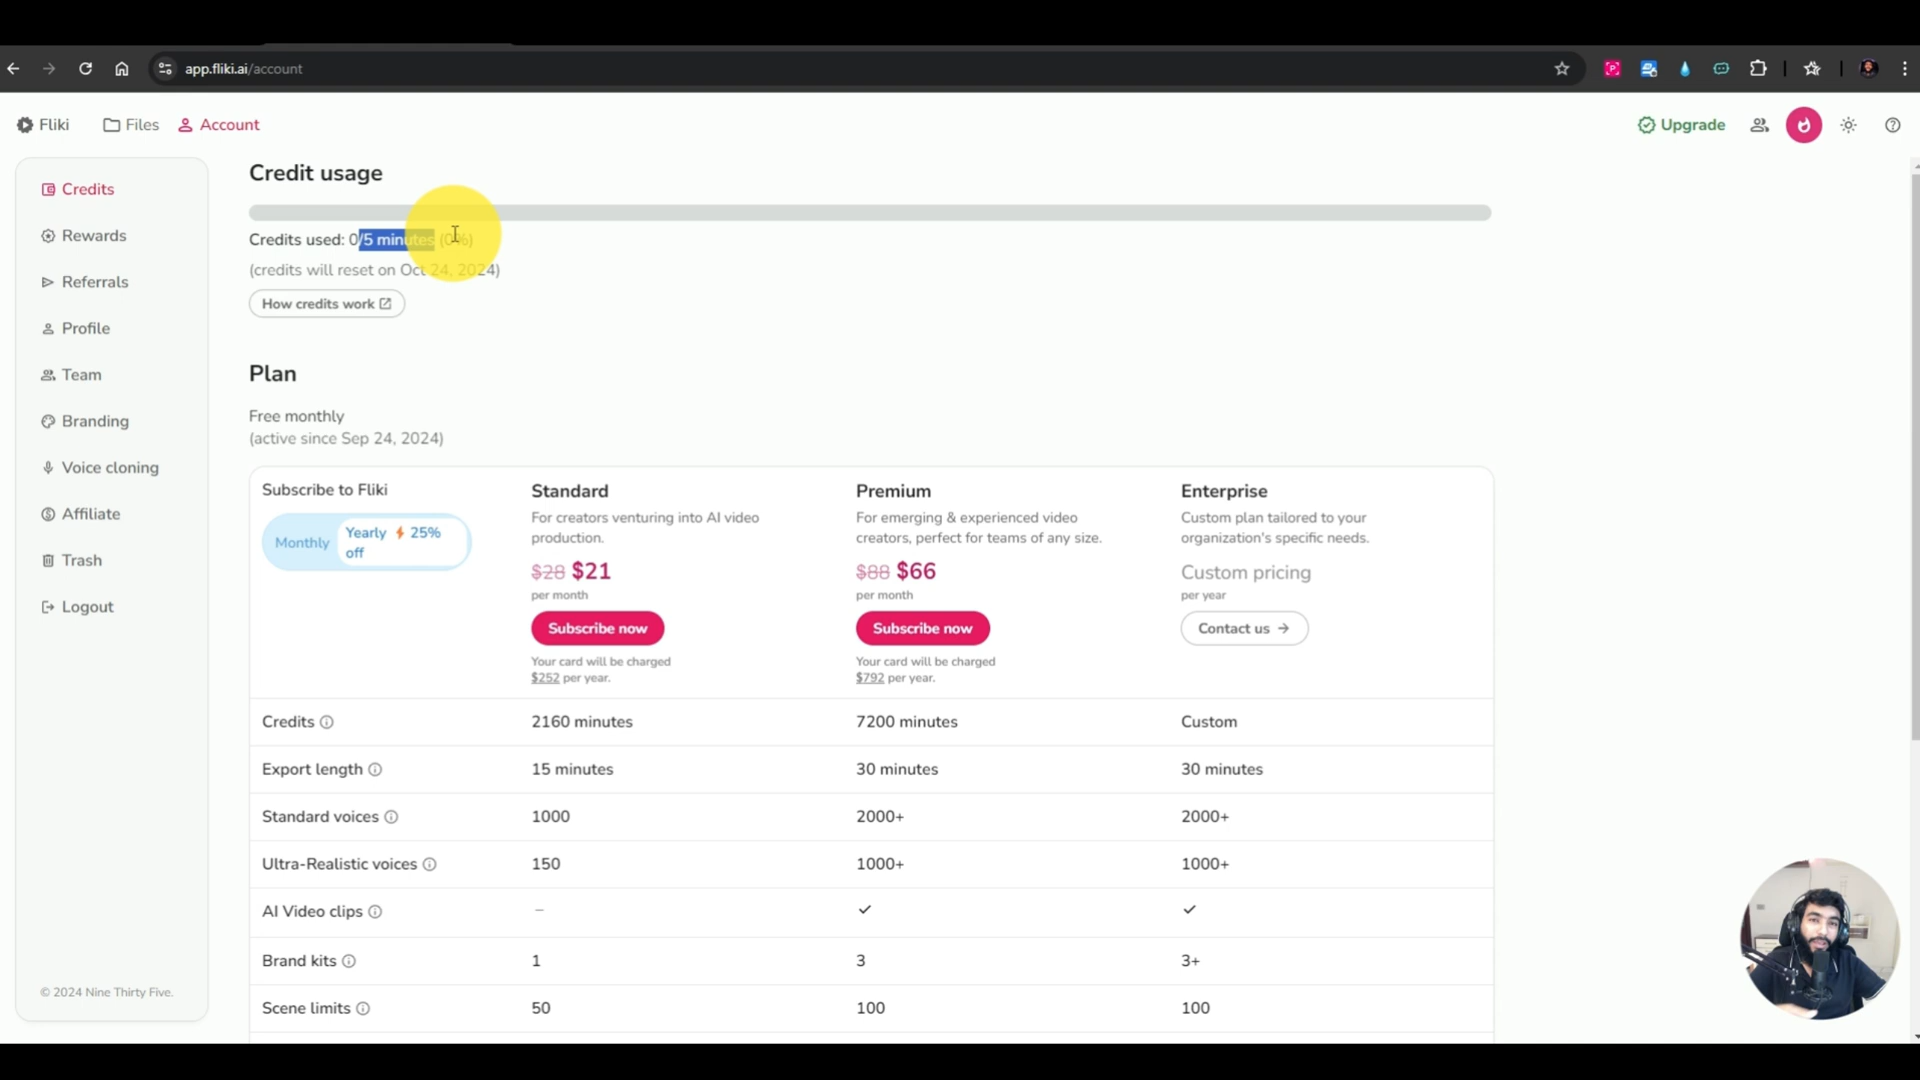 app.fliki.ai/account
Fliki
Files
Account
Upgrade
Credits
Rewards
Referrals
Profile
Team
Branding
Voice cloning
Affiliate
Trash
Logout
© 2024 Nine Thirty Five.
Credit usage
Credits used: 0/5 minutes (0%)
(credits will reset on Oct 24, 2024)
How credits work
Plan
Free monthly
(active since Sep 24, 2024)
Subscribe to Fliki
Monthly
Yearly 25%
off
Standard
For creators venturing into AI video
production.
$28 $21
per month
Subscribe now
Your card will be charged
$252 per year.
Premium
For emerging & experienced video
creators, perfect for teams of any size.
$88 $66
per month
Subscribe now
Your card will be charged
$792 per year.
Enterprise
Custom plan tailored to your
organization's specific needs.
Custom pricing
per year
Contact us →
Credits 2160 minutes 7200 minutes Custom
Export length 15 minutes 30 minutes 30 minutes
Standard voices 1000 2000+ 2000+
Ultra-Realistic voices 150 1000+ 1000+
AI Video clips –
Brand kits 1 3 3+
Scene limits 50 100 100